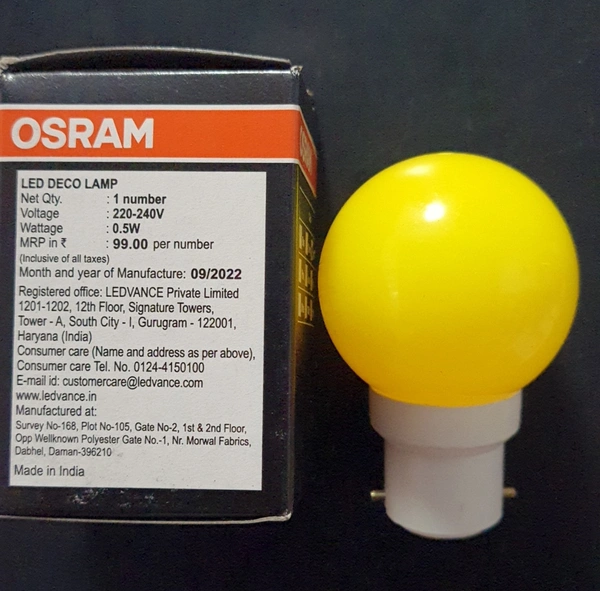 OSRAM
LED DECO LAMP
Net Qty. : 1 number
Voltage : 220-240V
Wattage : 0.5W
MRP in ₹ : 99.00 per number
(Inclusive of all taxes)
Month and year of Manufacture: 09/2022
Registered office: LEDVANCE Private Limited
1201-1202, 12th Floor, Signature Towers,
Tower - A, South City - I, Gurugram - 122001,
Haryana (India)
Consumer care (Name and address as per above),
Consumer care Tel. No. 0124-4150100
E-mail id: customercare@ledvance.com
www.ledvance.in
Manufactured at:
Survey No-168, Plot No-105, Gate No-2, 1st & 2nd Floor,
Opp Wellknown Polyester Gate No.-1, Nr. Morwal Fabrics,
Dabhel, Daman-396210
Made in India